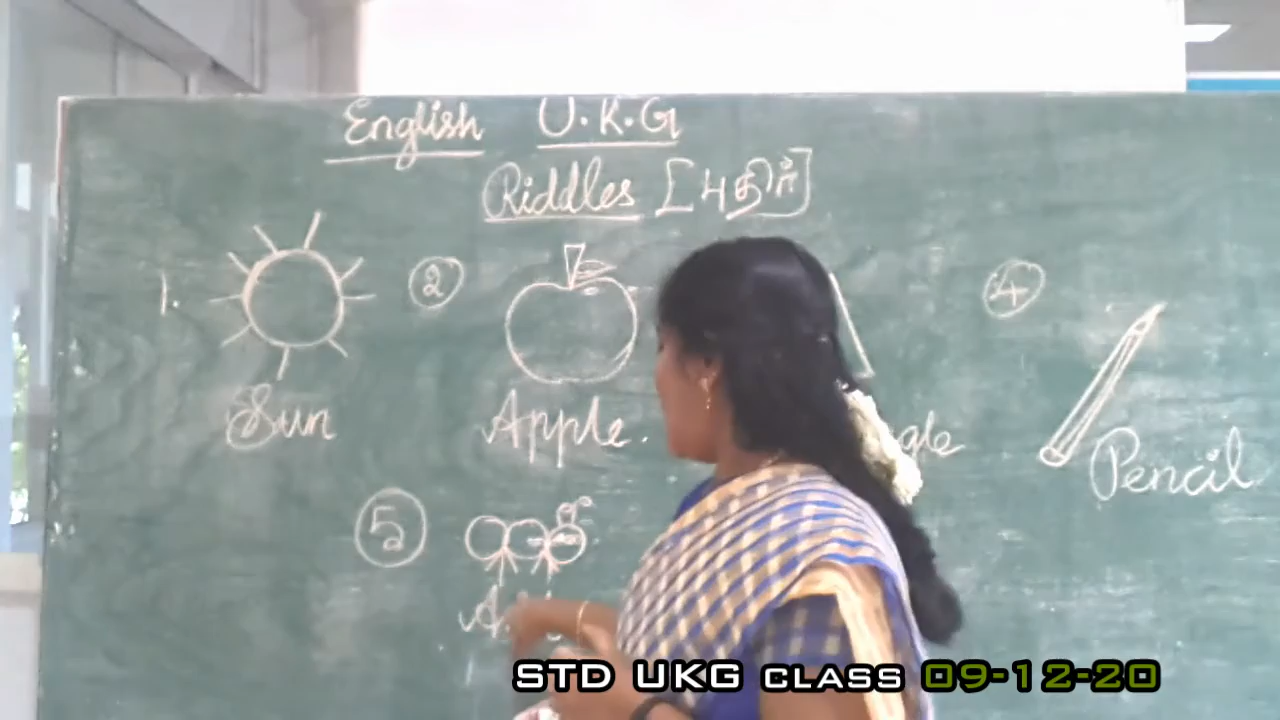 English U.K.G
Riddles [புதிர்]
1.
2
4
Sun
Apple.
Pencil
5
STD UKG CLASS 09-12-20